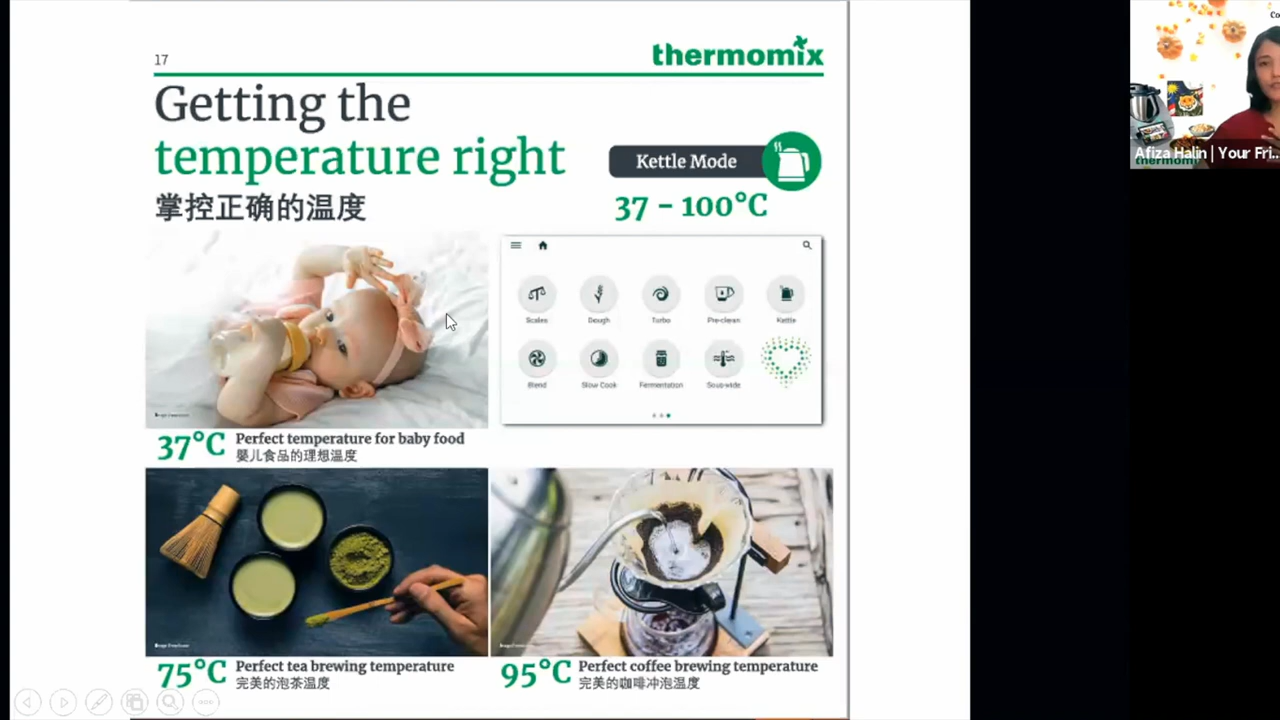 17
thermomix
Getting the
temperature right
掌控正确的温度
Kettle Mode
37 – 100°C
Scales
Dough
Turbo
Pre-clean
Kettle
Blend
Slow Cook
Fermentation
Sous-vide
37°C
Perfect temperature for baby food
婴儿食品的理想温度
75°C
Perfect tea brewing temperature
完美的泡茶温度
95°C
Perfect coffee brewing temperature
完美的咖啡冲泡温度
Co
thermomix
Afiza Halin | Your Fri...